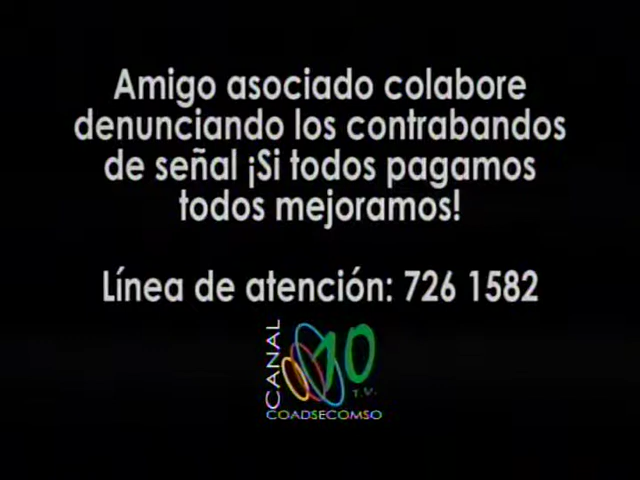 Amigo asociado colabore
denunciando los contrabandos
de señal ¡Si todos pagamos
todos mejoramos!
Línea de atención: 726 1582
CANAL
10
T.V.
COADSECOMSO